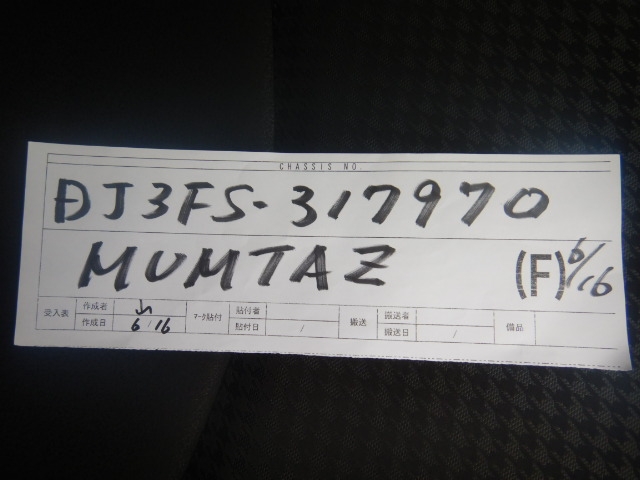 CHASSIS NO.
DJ3FS-317970
MUMTAZ (F) 6/16
受入表 作成者 マーク貼付 貼付者 搬送 搬送者 備品
作成日 6/16 貼付日 / 搬送日 /